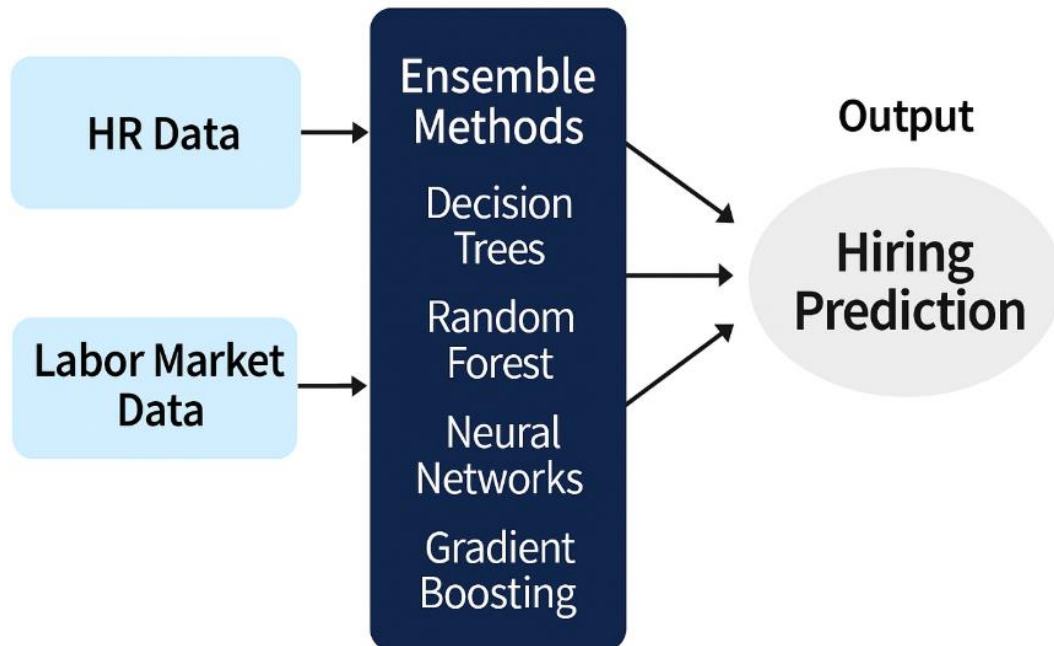 HR Data
Labor Market
Data
Ensemble
Methods
Decision
Trees
Random
Forest
Neural
Networks
Gradient
Boosting
Output
Hiring
Prediction